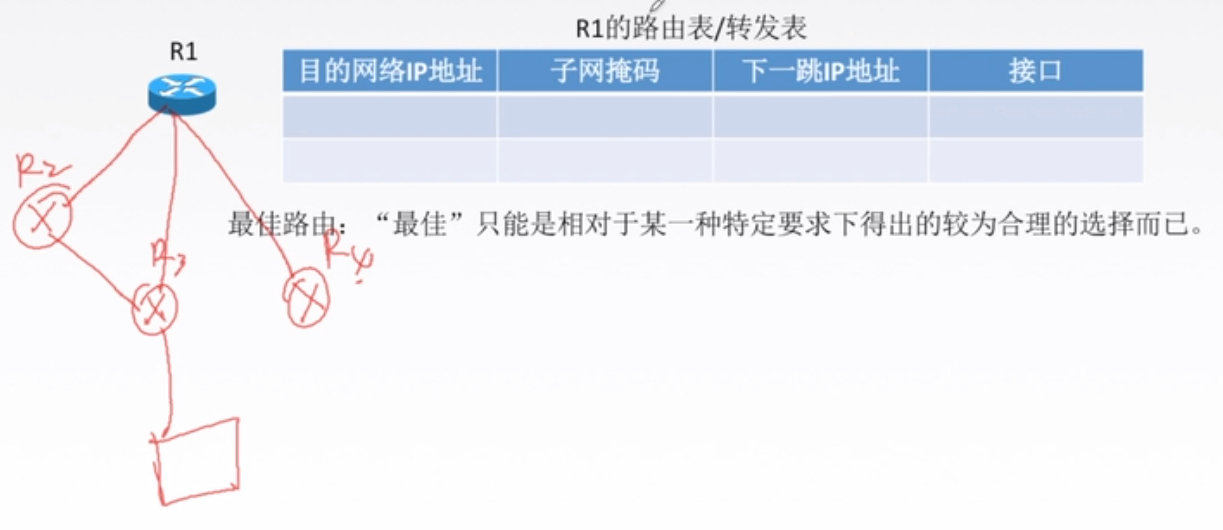 R1的路由表/转发表
R1
目的网络IP地址 子网掩码 下一跳IP地址 接口
R2
最佳路由：“最佳”只能是相对于某一种特定要求下得出的较为合理的选择而已。
R3
R4